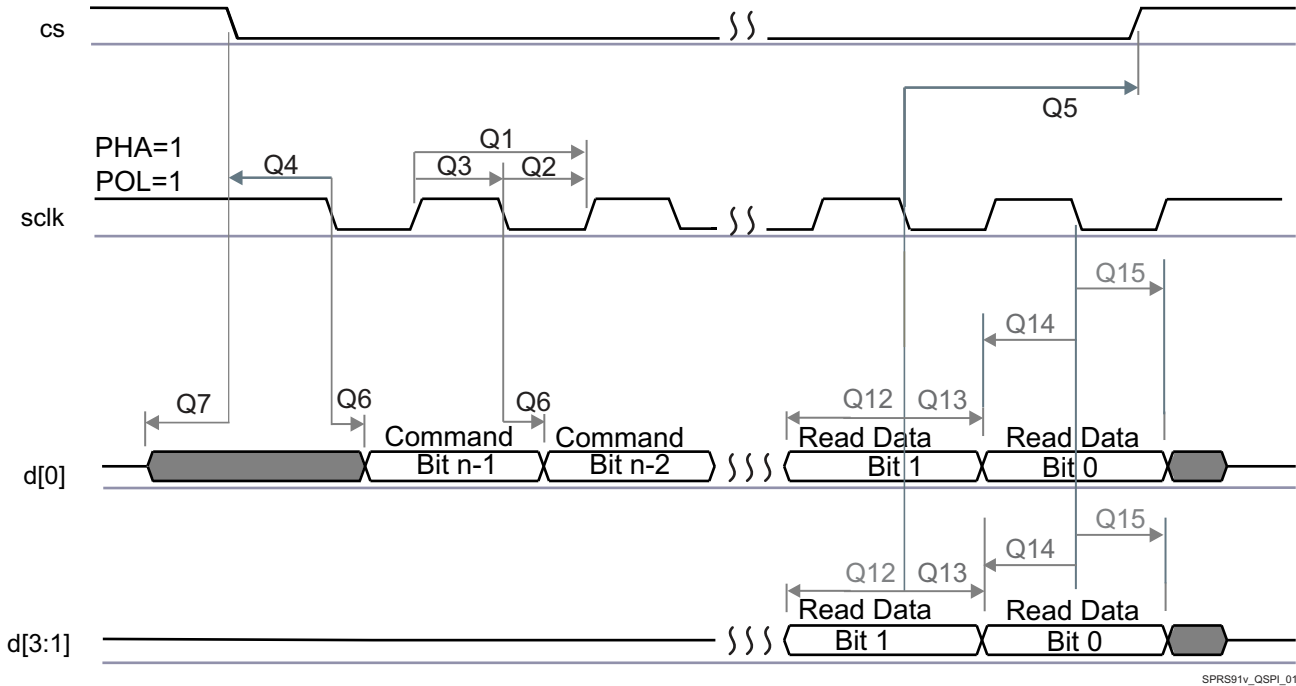 cs
Q5
PHA=1
POL=1
Q4
Q1
Q3 Q2
sclk
Q15
Q14
Q7
Q6
Q6
Q12 Q13
Command Command Read Data Read Data
d[0] Bit n-1 Bit n-2 Bit 1 Bit 0
Q15
Q14
Q12 Q13
Read Data Read Data
d[3:1] Bit 1 Bit 0
SPRS91v_QSPI_01